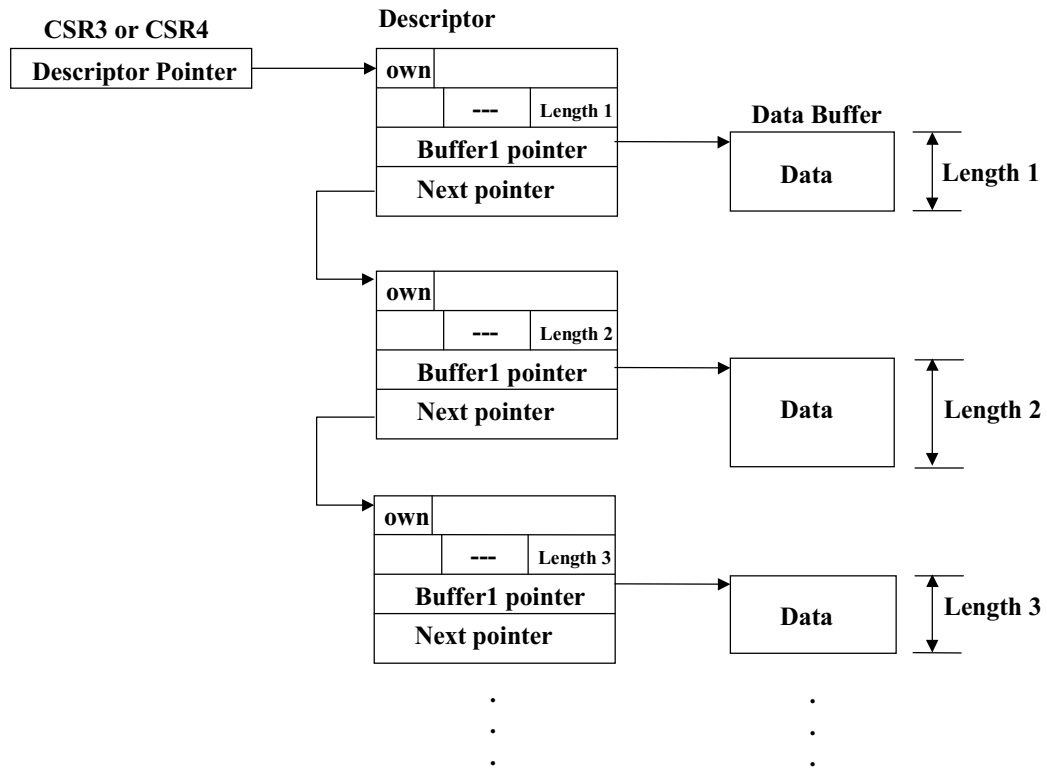 Descriptor
CSR3 or CSR4
Descriptor Pointer
own
--- Length 1
Buffer1 pointer
Next pointer
Data Buffer
Data
Length 1
own
--- Length 2
Buffer1 pointer
Next pointer
Data
Length 2
own
--- Length 3
Buffer1 pointer
Next pointer
Data
Length 3